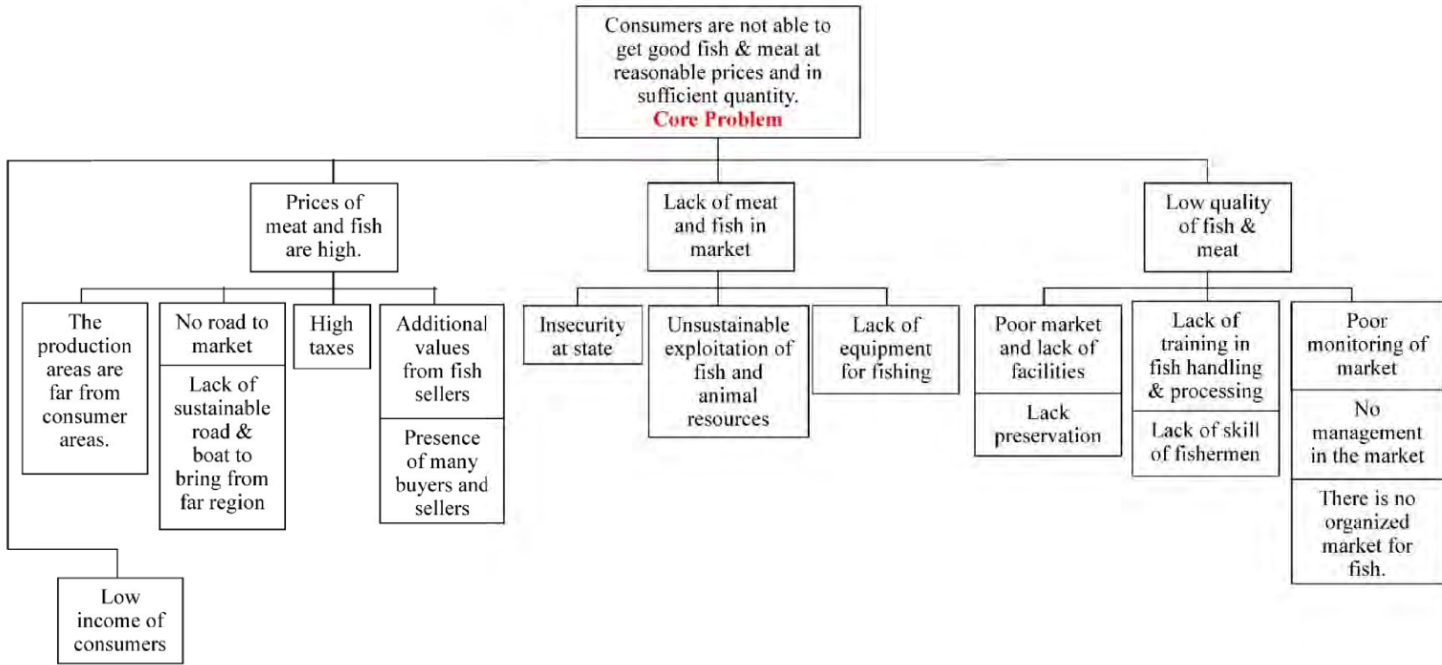 Consumers are not able to
get good fish & meat at
reasonable prices and in
sufficient quantity.
Core Problem
Prices of
meat and fish
are high.
Lack of meat
and fish in
market
Low quality
of fish &
meat
The
production
areas are
far from
consumer
areas.
No road to
market
Lack of
sustainable
road &
boat to
bring from
far region
High
taxes
Additional
values
from fish
sellers
Presence
of many
buyers and
sellers
Insecurity
at state
Unsustainable
exploitation of
fish and
animal
resources
Lack of
equipment
for fishing
Poor market
and lack of
facilities
Lack
preservation
Lack of
training in
fish handling
& processing
Lack of skill
of fishermen
Poor
monitoring of
market
No
management
in the market
There is no
organized
market for
fish.
Low
income of
consumers